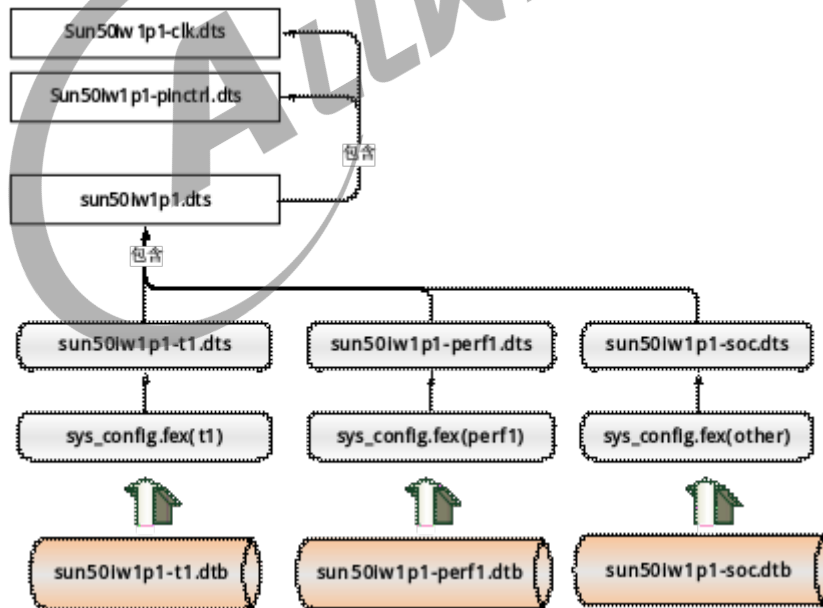 Sun50iw1p1-clk.dts
Sun50iw1p1-pinctrl.dts
包含
sun50iw1p1.dts
包含
sun50iw1p1-t1.dts sun50iw1p1-perf1.dts sun50iw1p1-soc.dts
sys_config.fex(t1) sys_config.fex(perf1) sys_config.fex(other)
sun50iw1p1-t1.dtb sun50iw1p1-perf1.dtb sun50iw1p1-soc.dtb